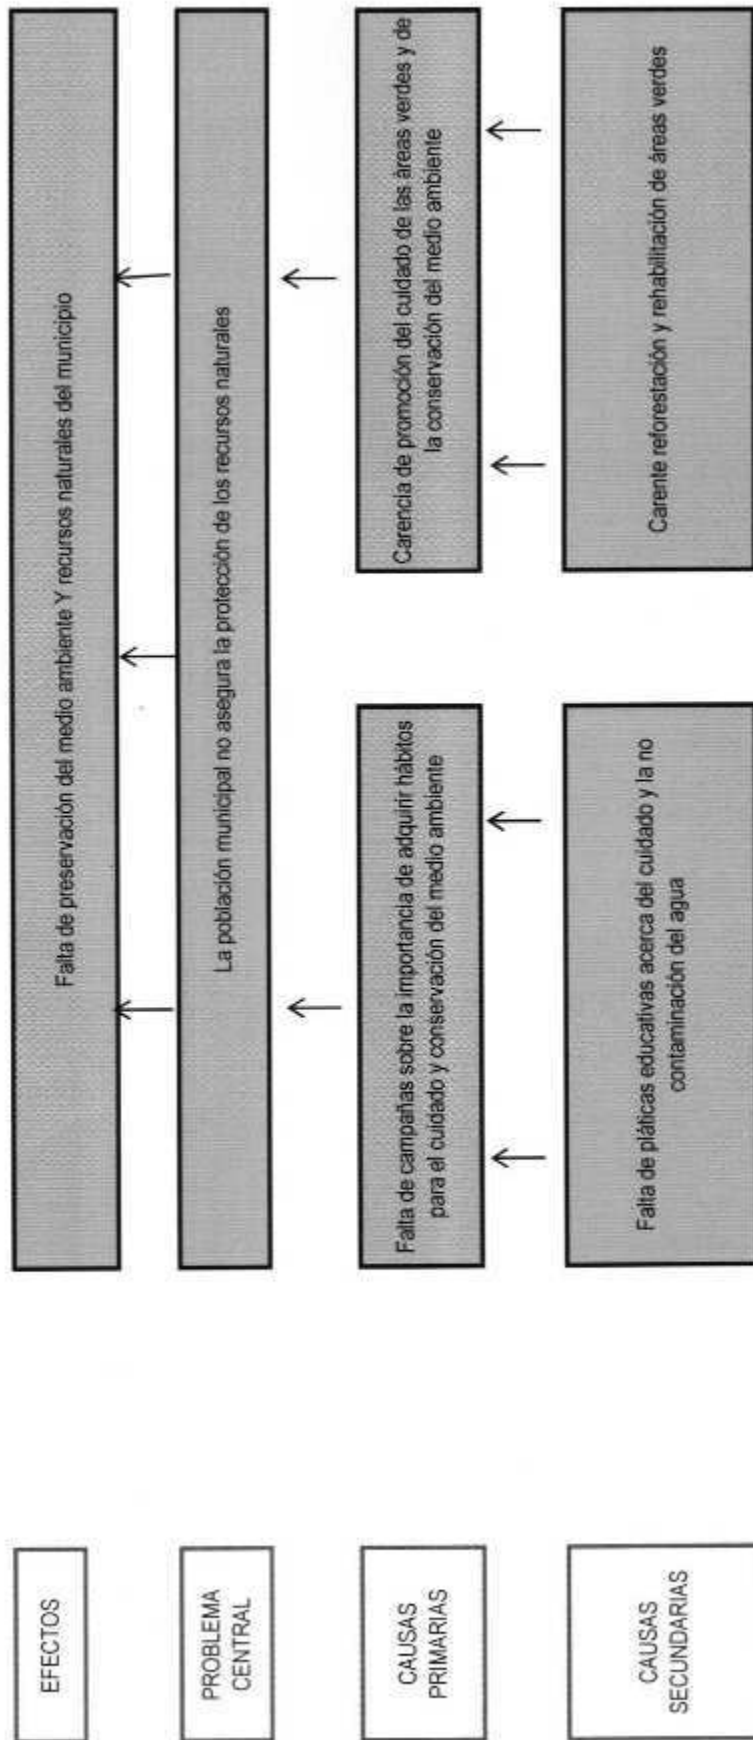 EFECTOS
Falta de preservación del medio ambiente Y recursos naturales del municipio
PROBLEMA
CENTRAL
La población municipal no asegura la protección de los recursos naturales
CAUSAS
PRIMARIAS
Falta de campañas sobre la importancia de adquirir hábitos
para el cuidado y conservación del medio ambiente
Carencia de promoción del cuidado de las áreas verdes y de
la conservación del medio ambiente
CAUSAS
SECUNDARIAS
Falta de pláticas educativas acerca del cuidado y la no
contaminación del agua
Carente reforestación y rehabilitación de áreas verdes